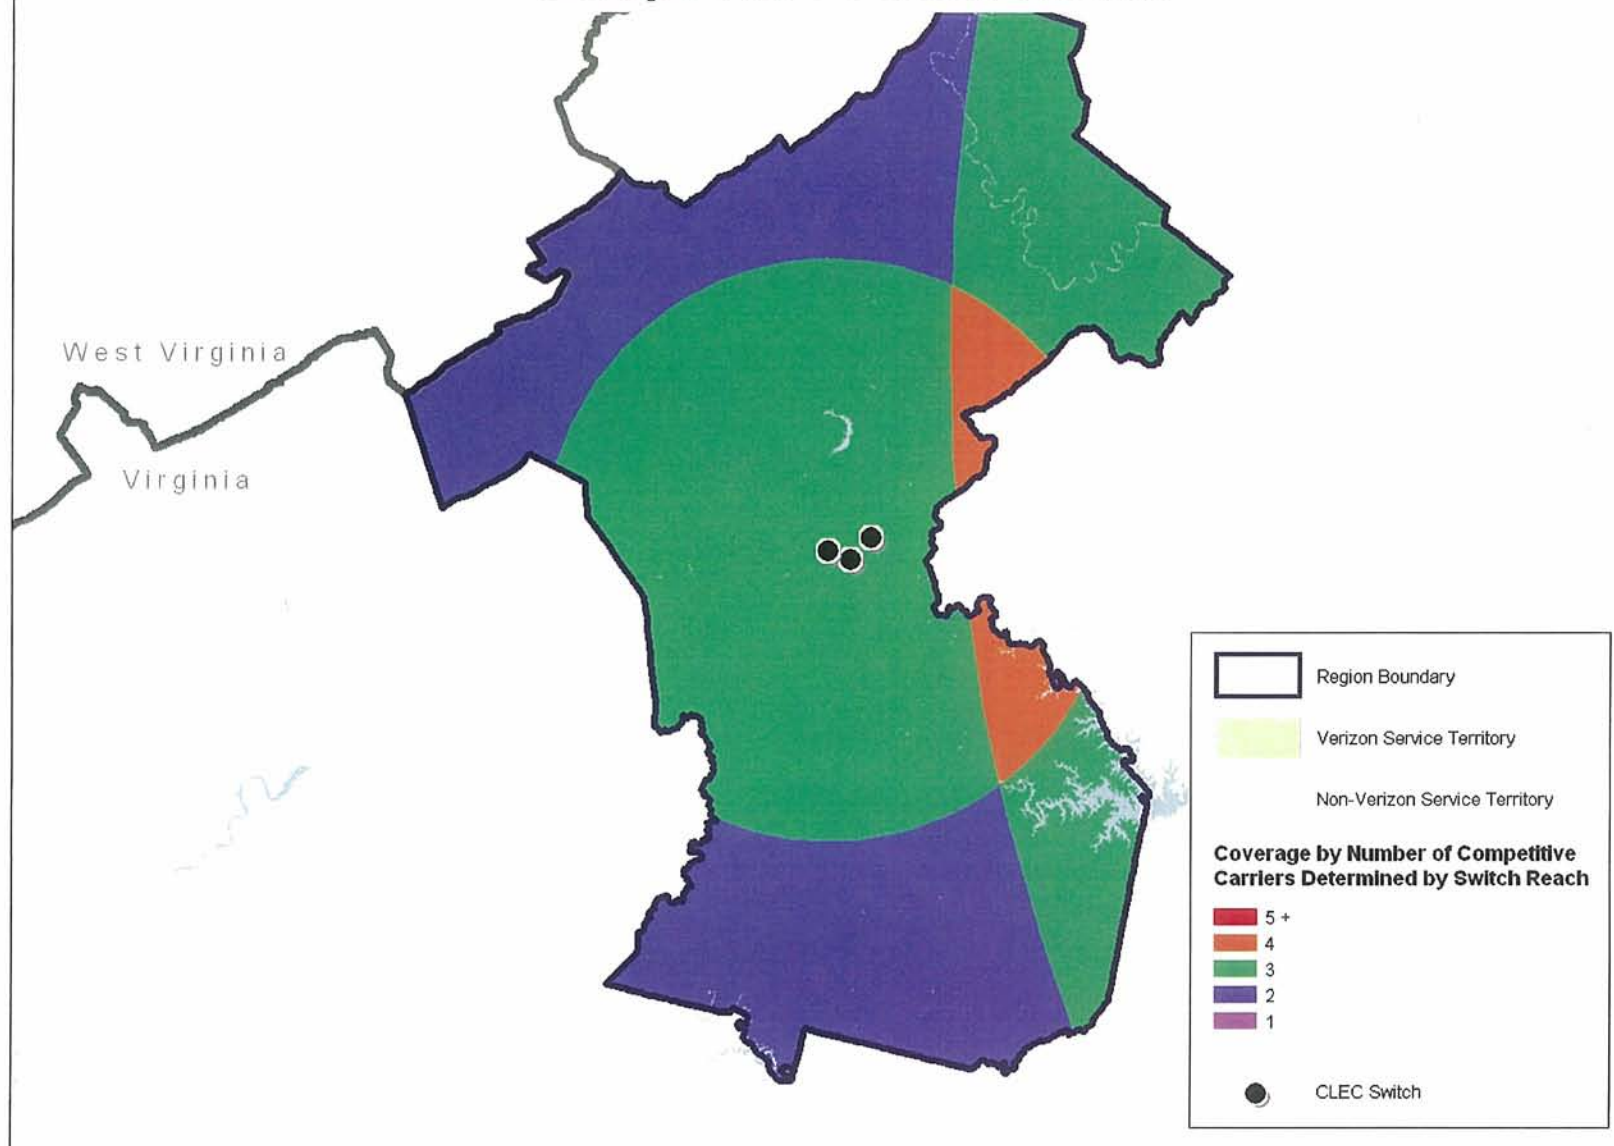 West Virginia
Virginia
Region Boundary
Verizon Service Territory
Non-Verizon Service Territory
Coverage by Number of Competitive
Carriers Determined by Switch Reach
5 +
4
3
2
1
CLEC Switch